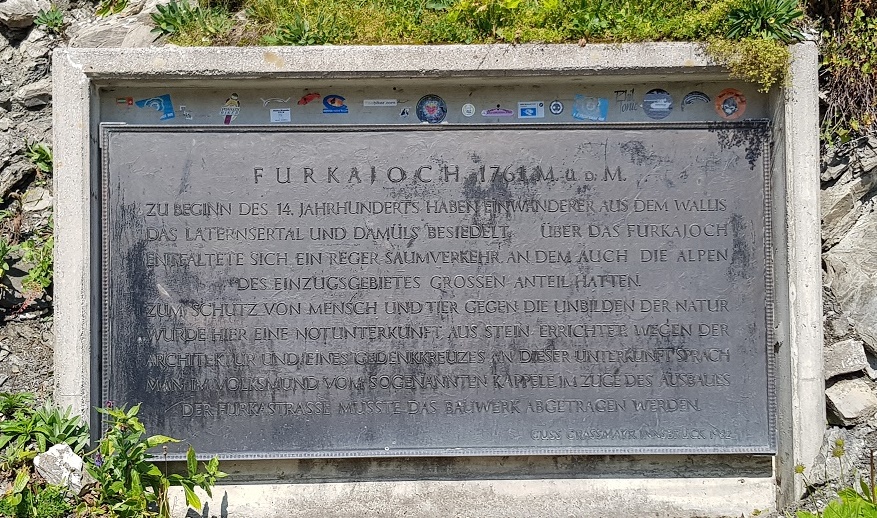 FURKAJOCH 1761 M.ü.D.M.
ZU BEGINN DES 14. JAHRHUNDERTS HABEN EINWANDERER AUS DEM WALLIS
DAS LATERNSERTAL UND DAMÜLS BESIEDELT. ÜBER DAS FURKAJOCH
ENTFALTETE SICH EIN REGER SAUMVERKEHR AN DEM AUCH DIE ALPEN
DES EINZUGSGEBIETES GROSSEN ANTEIL HATTEN.
ZUM SCHUTZ VON MENSCH UND TIER GEGEN DIE UNBILDEN DER NATUR
WURDE HIER EINE NOTUNTERKUNFT AUS STEIN ERRICHTET. WEGEN DER
ARCHITEKTUR UND EINES GEDENKKREUZES AN DIESER UNTERKUNFT SPRACH
MAN IM VOLKSMUND VOM SOGENANNTEN KÄPPELE. IM ZUGE DES AUSBAUES
DER FURKASTRASSE MUSSTE DAS BAUWERK ABGETRAGEN WERDEN.
GUSS GRASSMAYR INNSBRUCK